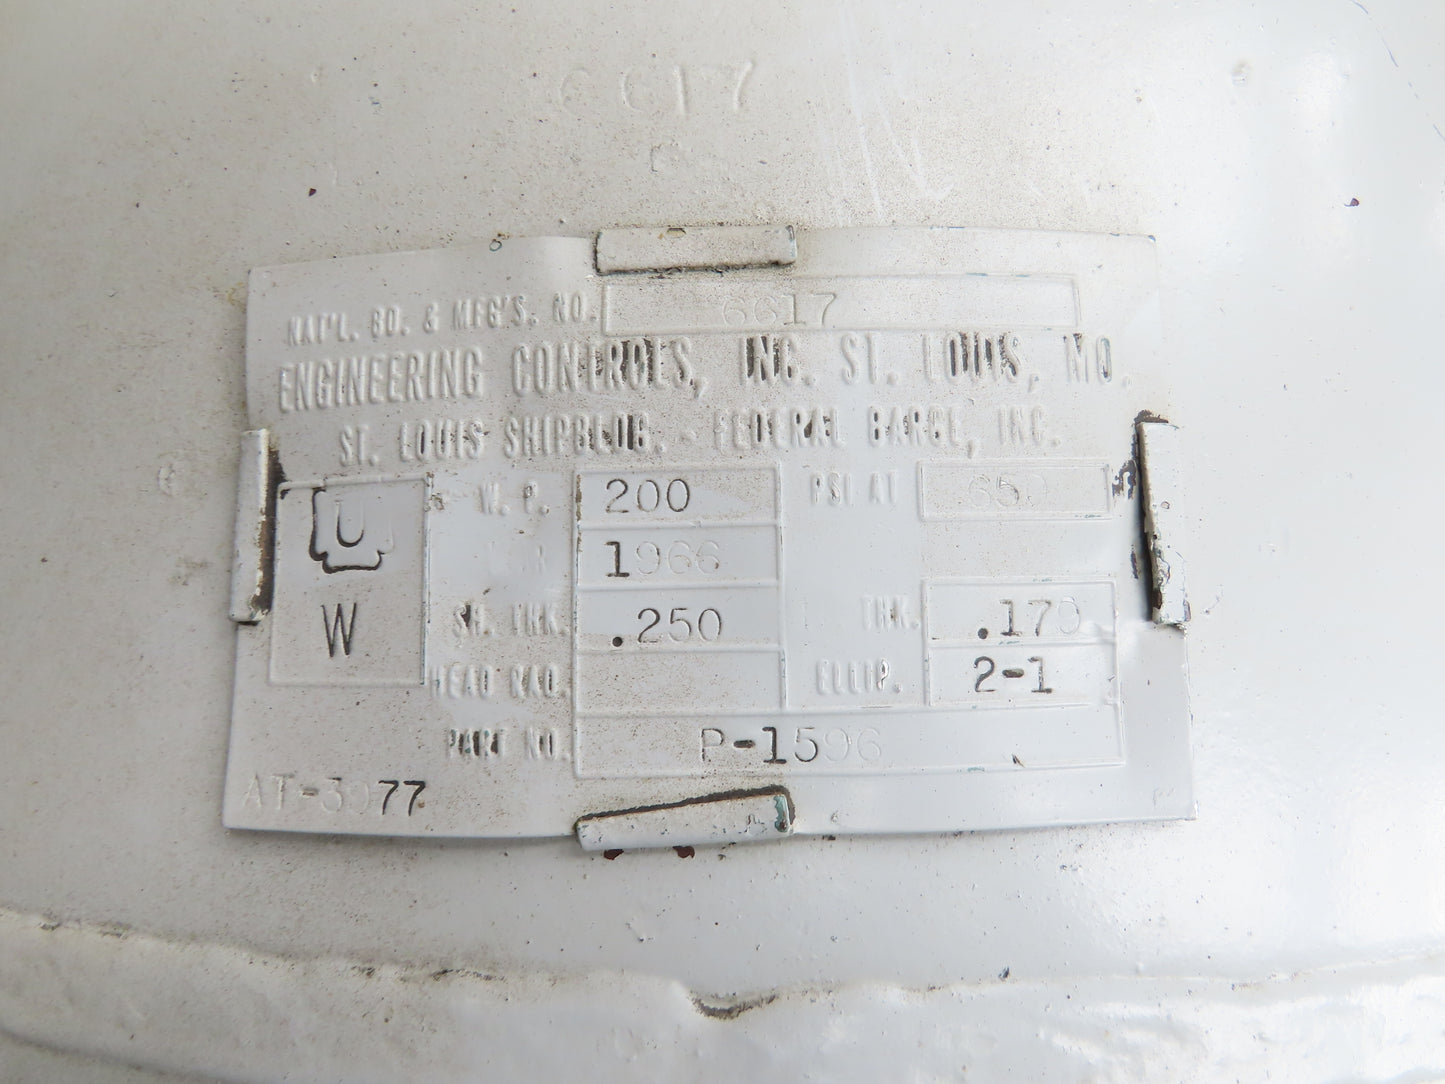 6617
NAT'L. BD. & MFG'S. NO. 6617
ENGINEERING CONTROLS, INC. ST. LOUIS, MO.
ST. LOUIS SHIPBLDG. - FEDERAL BARGE, INC.
U W. P. 200 PSI AT 650
1966
W SH. THK. .250 THK. .179
HEAD RAD. ELLIP. 2-1
PART NO. P-1596
AT-3077